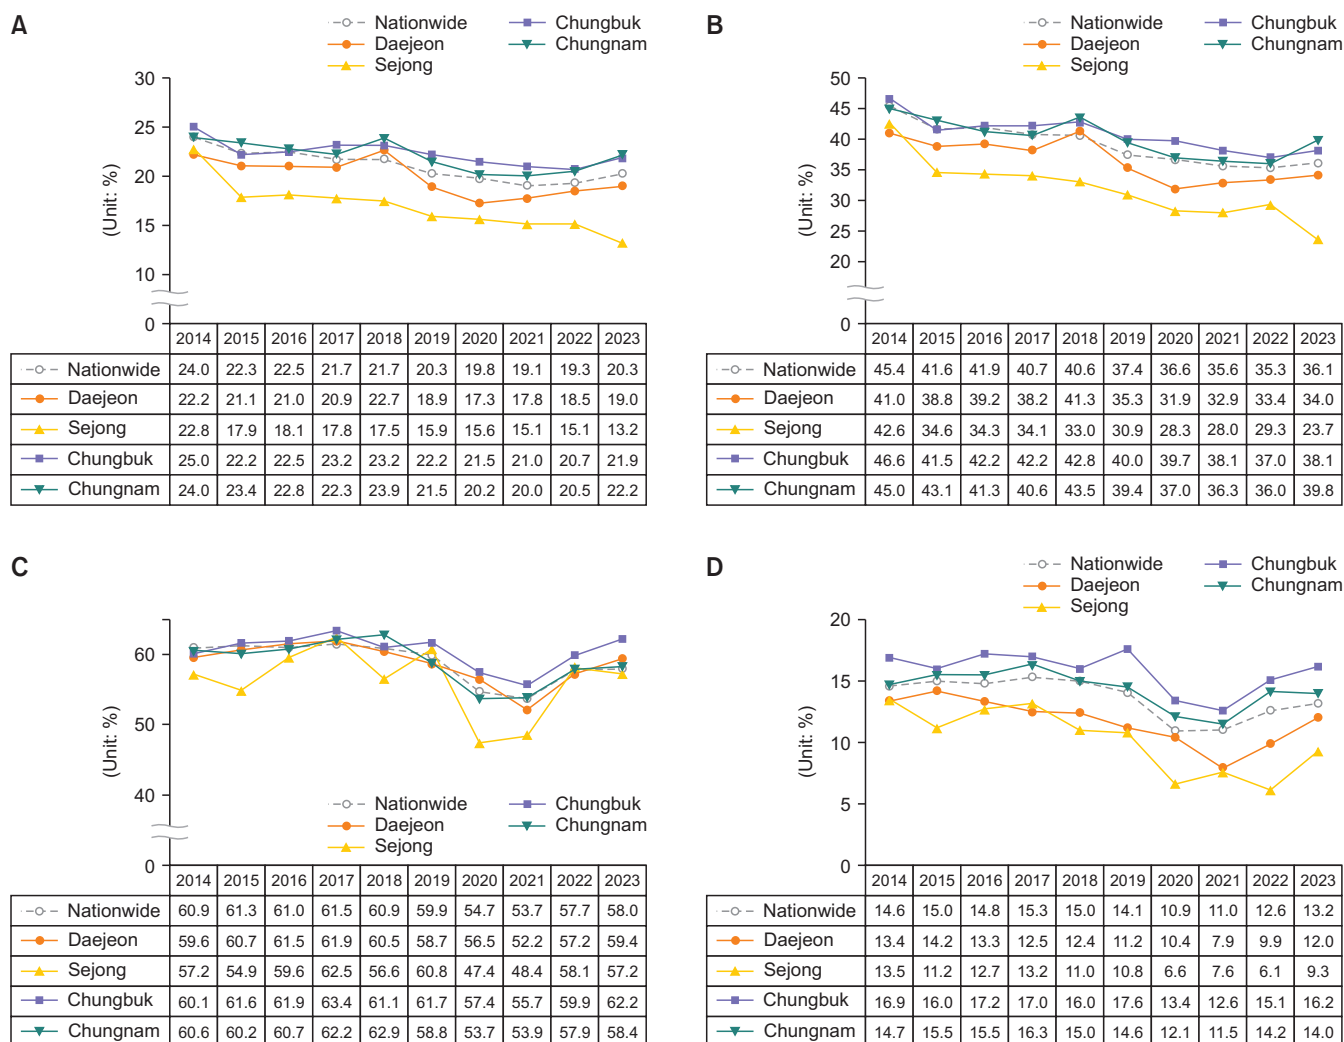 A
Nationwide
Daejeon
Sejong
Chungbuk
Chungnam
(Unit: %)
30
25
20
15
10
0
2014 2015 2016 2017 2018 2019 2020 2021 2022 2023
Nationwide 24.0 22.3 22.5 21.7 21.7 20.3 19.8 19.1 19.3 20.3
Daejeon 22.2 21.1 21.0 20.9 22.7 18.9 17.3 17.8 18.5 19.0
Sejong 22.8 17.9 18.1 17.8 17.5 15.9 15.6 15.1 15.1 13.2
Chungbuk 25.0 22.2 22.5 23.2 23.2 22.2 21.5 21.0 20.7 21.9
Chungnam 24.0 23.4 22.8 22.3 23.9 21.5 20.2 20.0 20.5 22.2
B
Nationwide
Daejeon
Sejong
Chungbuk
Chungnam
(Unit: %)
50
45
40
35
30
25
20
0
2014 2015 2016 2017 2018 2019 2020 2021 2022 2023
Nationwide 45.4 41.6 41.9 40.7 40.6 37.4 36.6 35.6 35.3 36.1
Daejeon 41.0 38.8 39.2 38.2 41.3 35.3 31.9 32.9 33.4 34.0
Sejong 42.6 34.6 34.3 34.1 33.0 30.9 28.3 28.0 29.3 23.7
Chungbuk 46.6 41.5 42.2 42.2 42.8 40.0 39.7 38.1 37.0 38.1
Chungnam 45.0 43.1 41.3 40.6 43.5 39.4 37.0 36.3 36.0 39.8
C
(Unit: %)
60
50
40
0
Nationwide
Daejeon
Sejong
Chungbuk
Chungnam
2014 2015 2016 2017 2018 2019 2020 2021 2022 2023
Nationwide 60.9 61.3 61.0 61.5 60.9 59.9 54.7 53.7 57.7 58.0
Daejeon 59.6 60.7 61.5 61.9 60.5 58.7 56.5 52.2 57.2 59.4
Sejong 57.2 54.9 59.6 62.5 56.6 60.8 47.4 48.4 58.1 57.2
Chungbuk 60.1 61.6 61.9 63.4 61.1 61.7 57.4 55.7 59.9 62.2
Chungnam 60.6 60.2 60.7 62.2 62.9 58.8 53.7 53.9 57.9 58.4
D
Nationwide
Daejeon
Sejong
Chungbuk
Chungnam
(Unit: %)
20
15
10
5
0
2014 2015 2016 2017 2018 2019 2020 2021 2022 2023
Nationwide 14.6 15.0 14.8 15.3 15.0 14.1 10.9 11.0 12.6 13.2
Daejeon 13.4 14.2 13.3 12.5 12.4 11.2 10.4 7.9 9.9 12.0
Sejong 13.5 11.2 12.7 13.2 11.0 10.8 6.6 7.6 6.1 9.3
Chungbuk 16.9 16.0 17.2 17.0 16.0 17.6 13.4 12.6 15.1 16.2
Chungnam 14.7 15.5 15.5 16.3 15.0 14.6 12.1 11.5 14.2 14.0